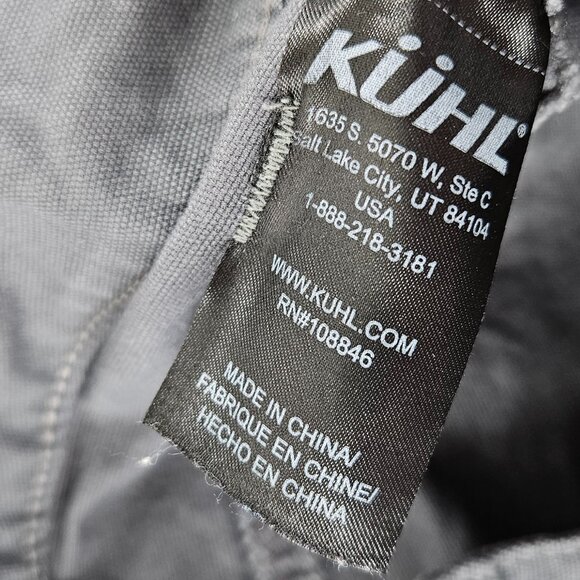 KÜHL®
1635 S. 5070 W, Ste C
Salt Lake City, UT 84104
USA
1-888-218-3181
WWW.KUHL.COM
RN#108846
MADE IN CHINA/
FABRIQUE EN CHINE/
HECHO EN CHINA